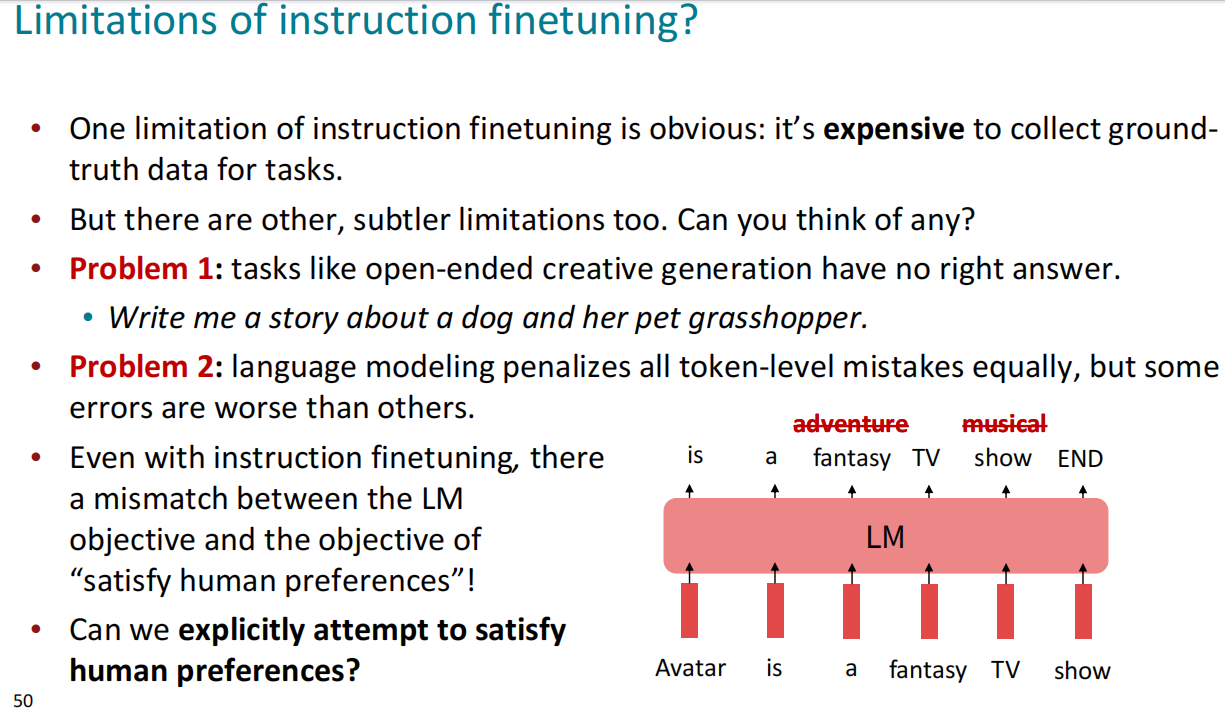 Limitations of instruction finetuning?
• One limitation of instruction finetuning is obvious: it’s expensive to collect ground-
truth data for tasks.
• But there are other, subtler limitations too. Can you think of any?
• Problem 1: tasks like open-ended creative generation have no right answer.
• Write me a story about a dog and her pet grasshopper.
• Problem 2: language modeling penalizes all token-level mistakes equally, but some
errors are worse than others.
• Even with instruction finetuning, there
a mismatch between the LM
objective and the objective of
“satisfy human preferences”!
• Can we explicitly attempt to satisfy
human preferences?
adventure musical
is a fantasy TV show END
LM
Avatar is a fantasy TV show
50